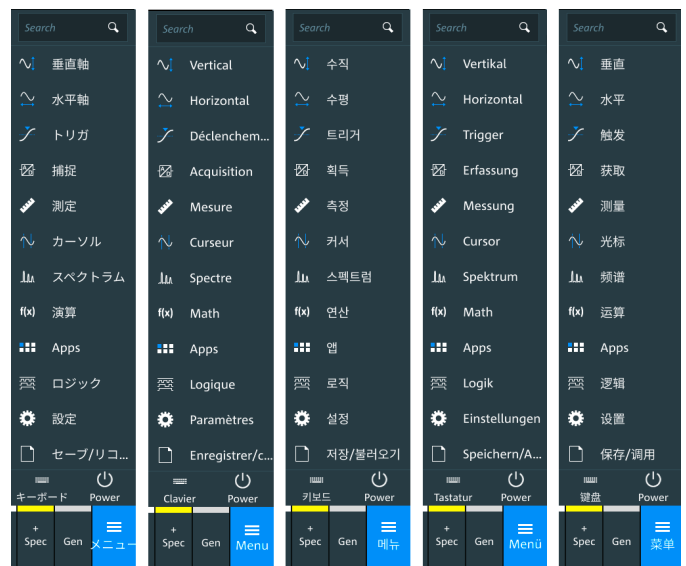 Search
垂直軸
水平軸
トリガ
捕捉
測定
カーソル
スペクトラム
f(x) 演算
Apps
ロジック
設定
セーブ/リコ...
キーボード Power
+
Spec Gen メニュー
Search
Vertical
Horizontal
Déclenchem...
Acquisition
Mesure
Curseur
Spectre
f(x) Math
Apps
Logique
Paramètres
Enregistrer/c...
Clavier Power
+
Spec Gen Menu
Search
수직
수평
트리거
획득
측정
커서
스펙트럼
f(x) 연산
앱
로직
설정
저장/불러오기
키보드 Power
+
Spec Gen 메뉴
Search
Vertikal
Horizontal
Trigger
Erfassung
Messung
Cursor
Spektrum
f(x) Math
Apps
Logik
Einstellungen
Speichern/A...
Tastatur Power
+
Spec Gen Menü
Search
垂直
水平
触发
获取
测量
光标
频谱
f(x) 运算
Apps
逻辑
设置
保存/调用
键盘 Power
+
Spec Gen 菜单